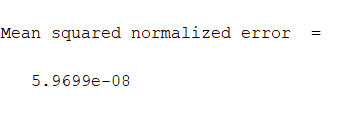 Mean squared normalized error  =
5.9699e-08